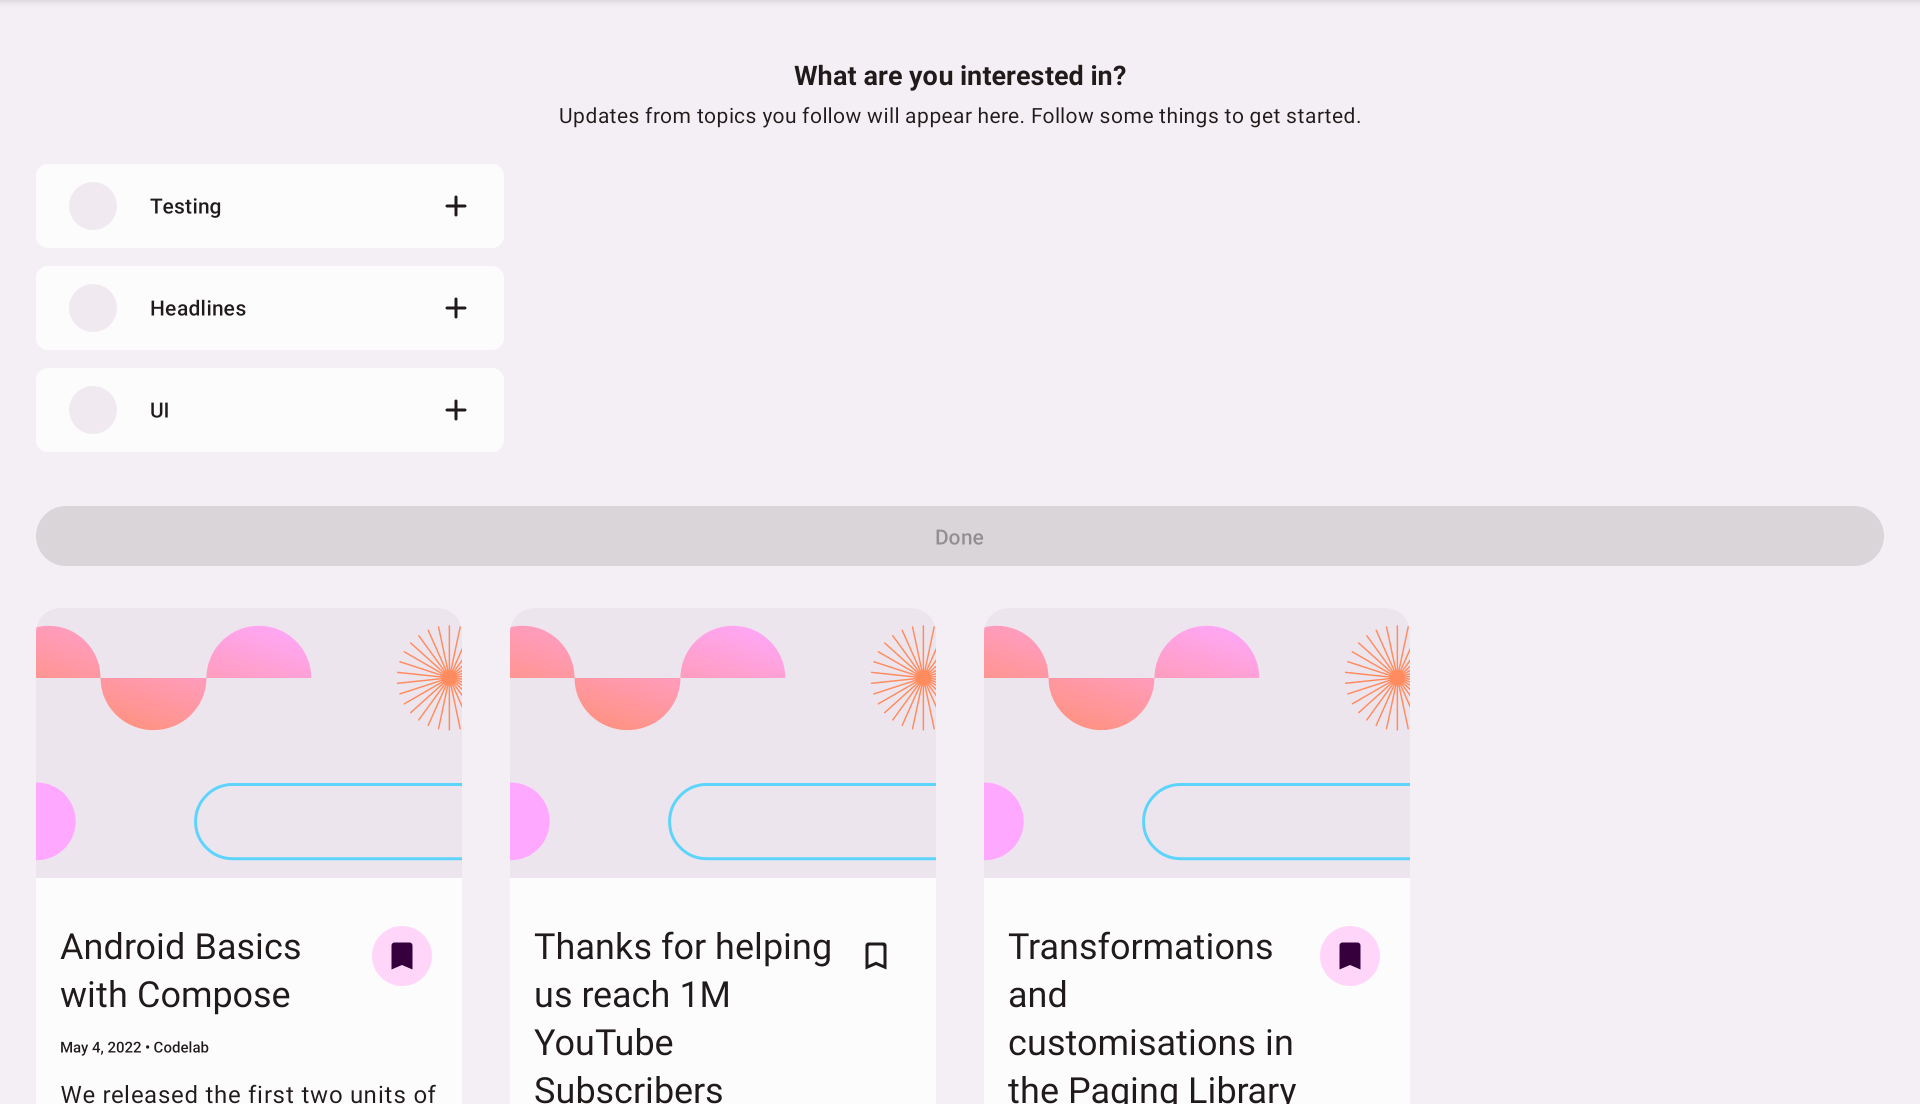 What are you interested in?
Updates from topics you follow will appear here. Follow some things to get started.
Testing
Headlines
UI
Done
Android Basics
with Compose
May 4, 2022 • Codelab
We released the first two units of
Thanks for helping
us reach 1M
YouTube
Subscribers
Transformations
and
customisations in
the Paging Library